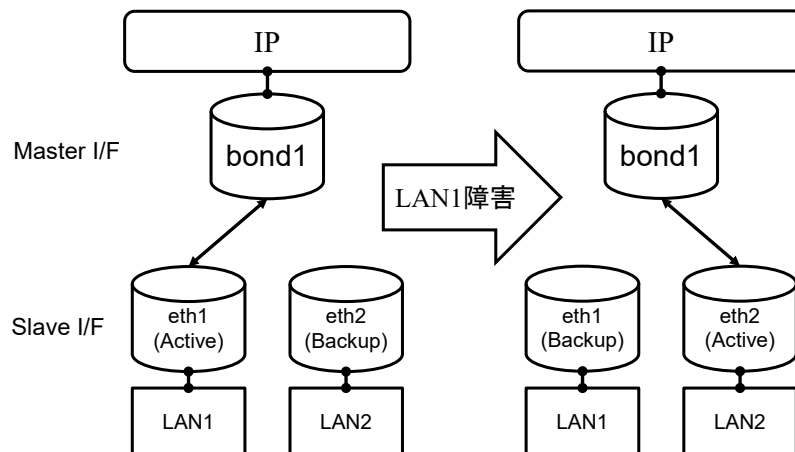 IP
IP
Master I/F
bond1
bond1
LAN1障害
Slave I/F
eth1
(Active)
eth2
(Backup)
eth1
(Backup)
eth2
(Active)
LAN1
LAN2
LAN1
LAN2